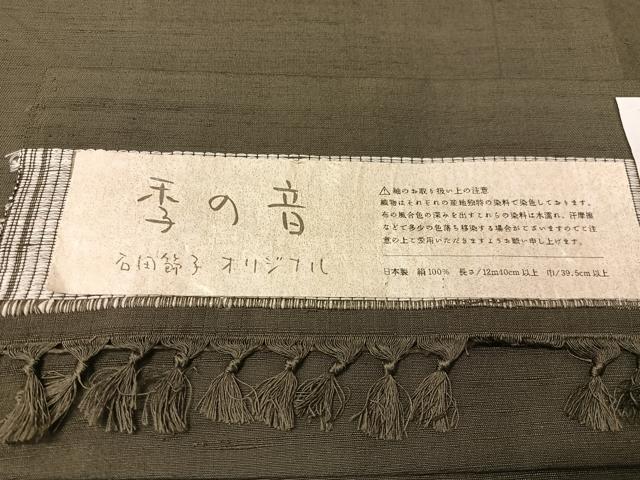 季の音
石田節子 オリジナル
⚠紬のお取り扱い上の注意
織物はそれぞれの産地独特の染料で染色しております。
布の風合色の深みを出すこれらの染料は水濡れ、汗摩擦
などで多少の色落ち移染する場合がございますのでご注
意の上ご愛用いただきますようお願い申し上げます。
日本製 絹100% 長さ/12m40cm以上 巾/39.5cm以上